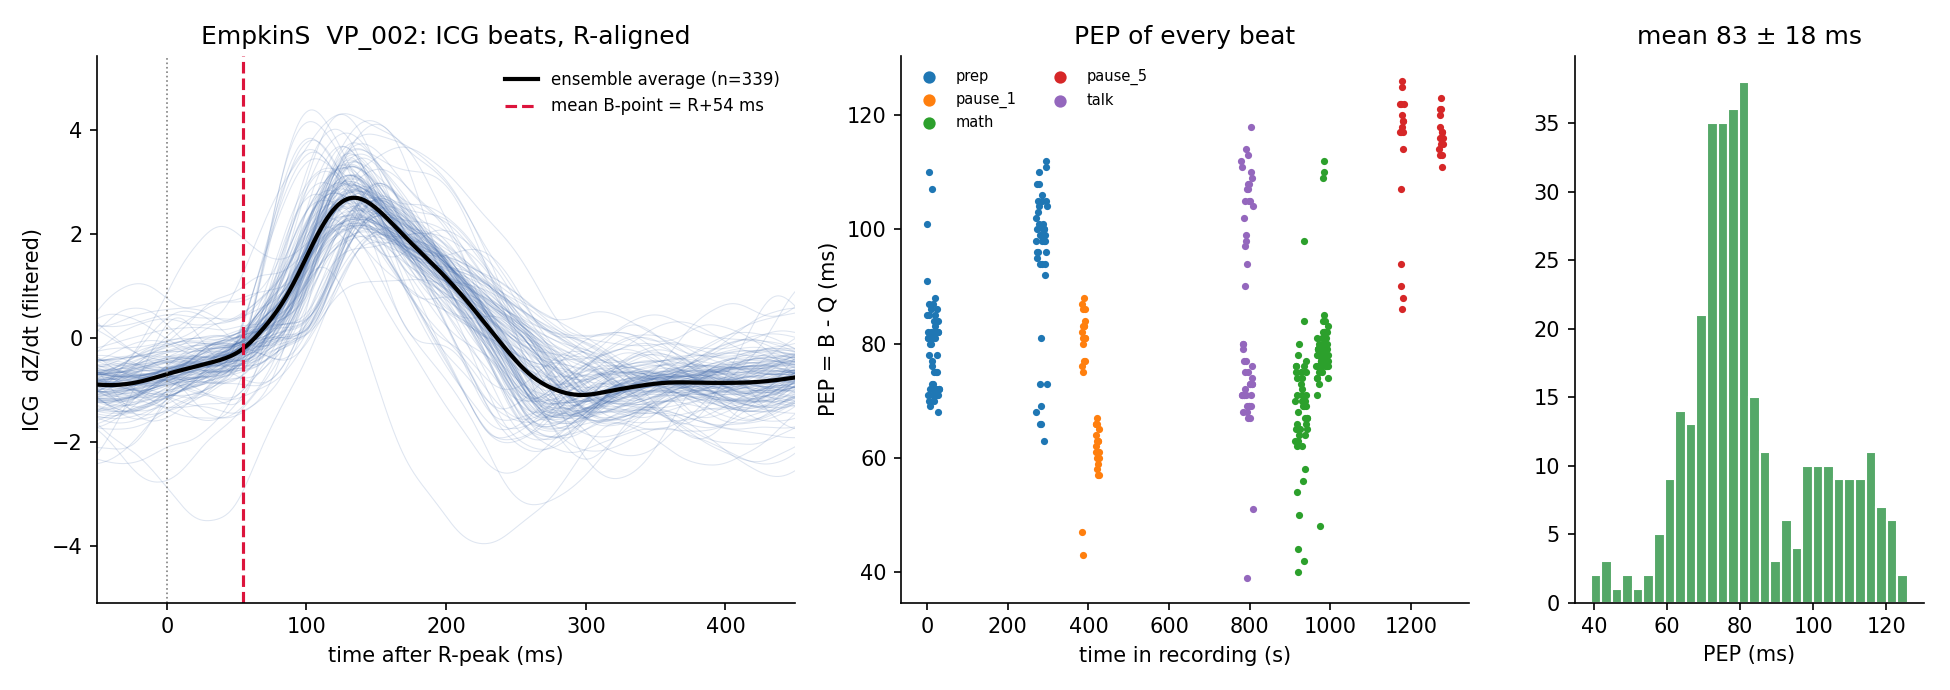 EmpkinS  VP_002: ICG beats, R-aligned
ensemble average (n=339)
mean B-point = R+54 ms
ICG  dZ/dt (filtered)
4
2
0
−2
−4
0
100
200
300
400
time after R-peak (ms)
PEP of every beat
prep
pause_1
math
pause_5
talk
PEP = B - Q (ms)
120
100
80
60
40
0
200
400
600
800
1000
1200
time in recording (s)
mean 83 ± 18 ms
35
30
25
20
15
10
5
0
40
60
80
100
120
PEP (ms)